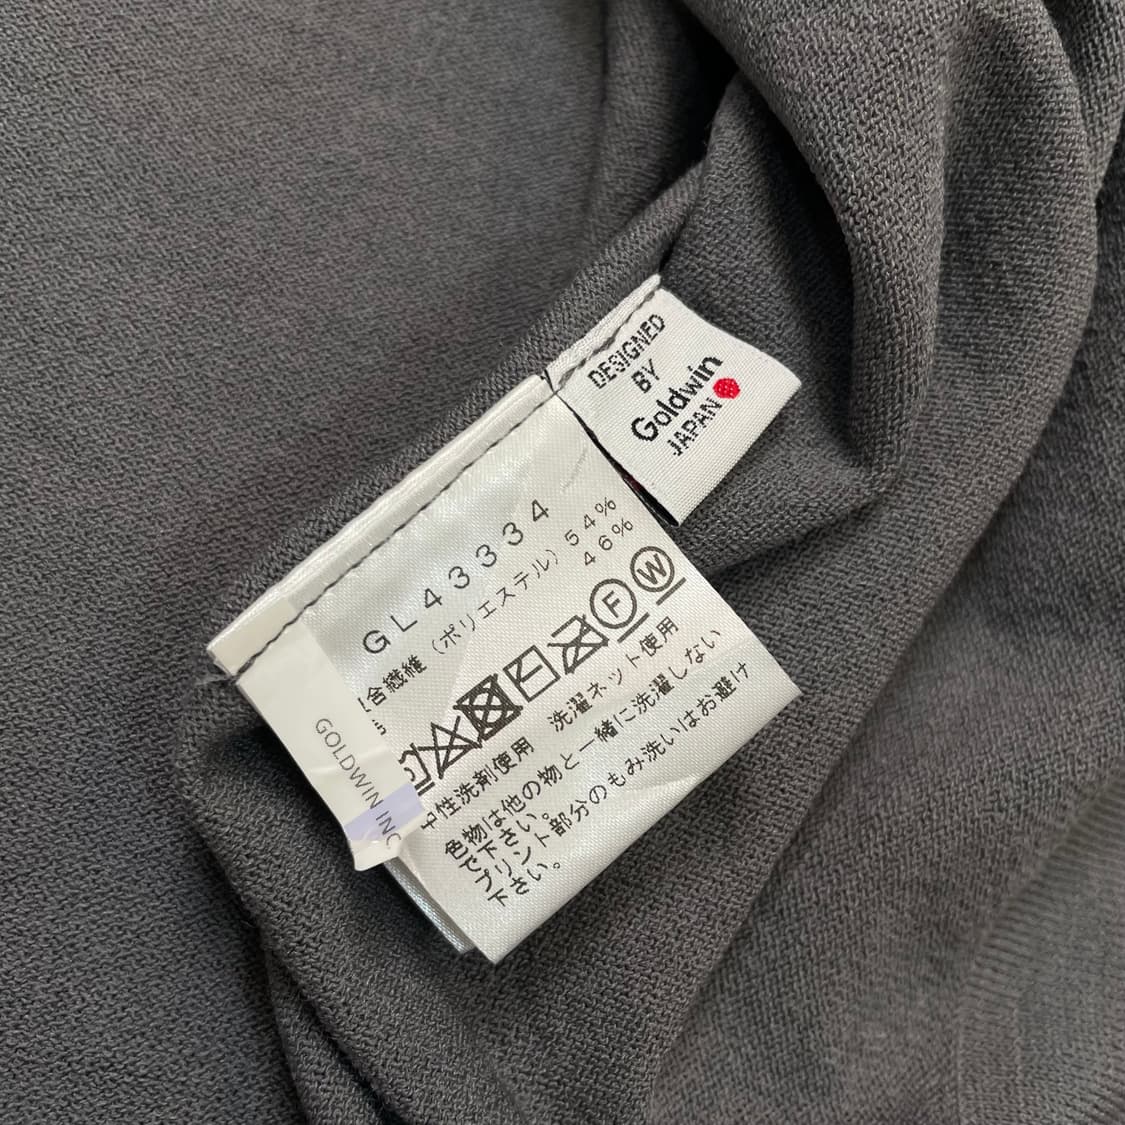 DESIGNED
BY
Goldwin
JAPAN
GL43334
合繊維(ポリエステル) 54%
46%
F W
中性洗剤使用 洗濯ネット使用
色物は他の物と一緒に洗濯しない
で下さい。
プリント部分のもみ洗いはお避け
下さい。
GOLDWIN INC